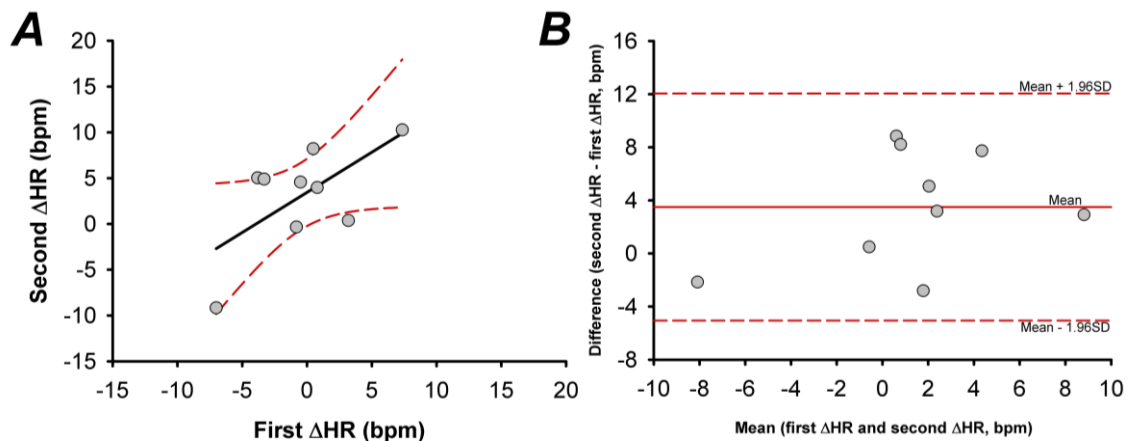 A
20
15
10
5
0
-5
-10
-15
Second ΔHR (bpm)
-15 -10 -5 0 5 10 15 20
First ΔHR (bpm)
B
16
12
8
4
0
-4
-8
Difference (second ΔHR - first ΔHR, bpm)
Mean + 1.96SD
Mean
Mean - 1.96SD
-10 -8 -6 -4 -2 0 2 4 6 8 10
Mean (first ΔHR and second ΔHR, bpm)